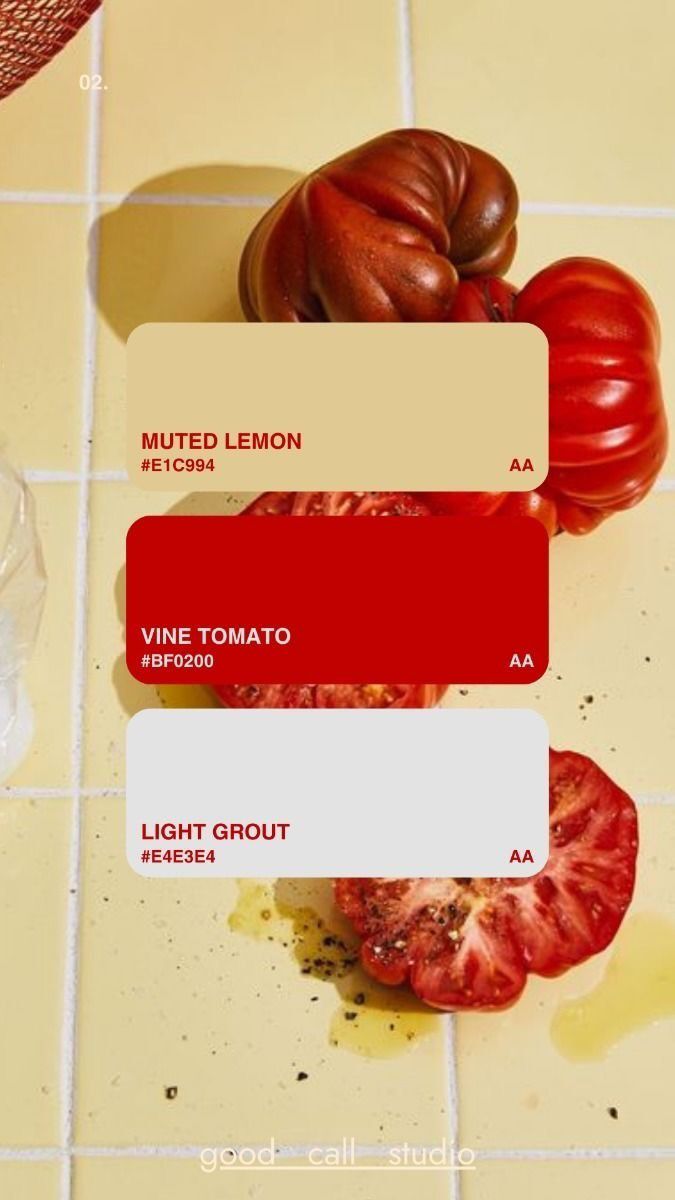 02.
MUTED LEMON
#E1C994 AA
VINE TOMATO
#BF0200 AA
LIGHT GROUT
#E4E3E4 AA
good call studio